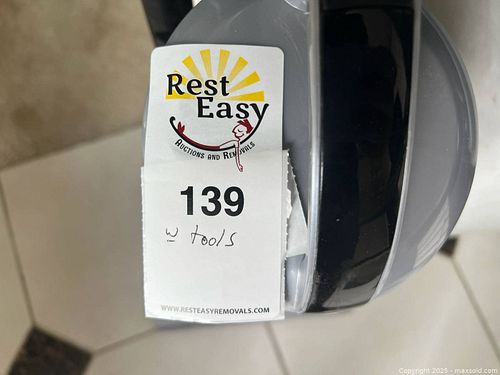 Rest
Easy
AUCTIONS AND REMOVALS
139
w tools
WWW.RESTEASYREMOVALS.COM
Copyright 2025 - maxsold.com